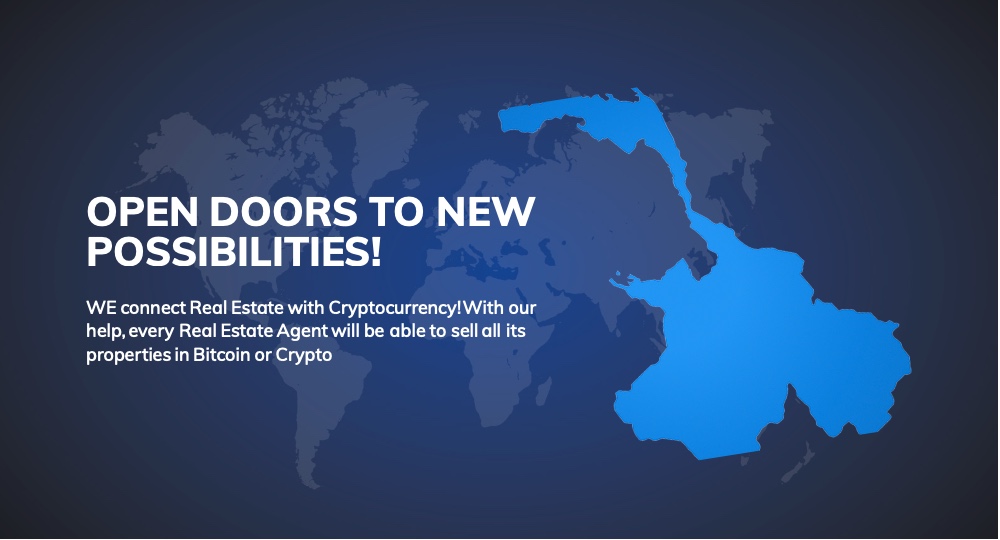 OPEN DOORS TO NEW
POSSIBILITIES!
WE connect Real Estate with Cryptocurrency!With our
help, every Real Estate Agent will be able to sell all its
properties in Bitcoin or Crypto